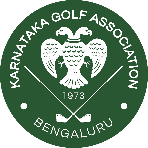 KARNATAKA GOLF ASSOCIATION
1973
BENGALURU